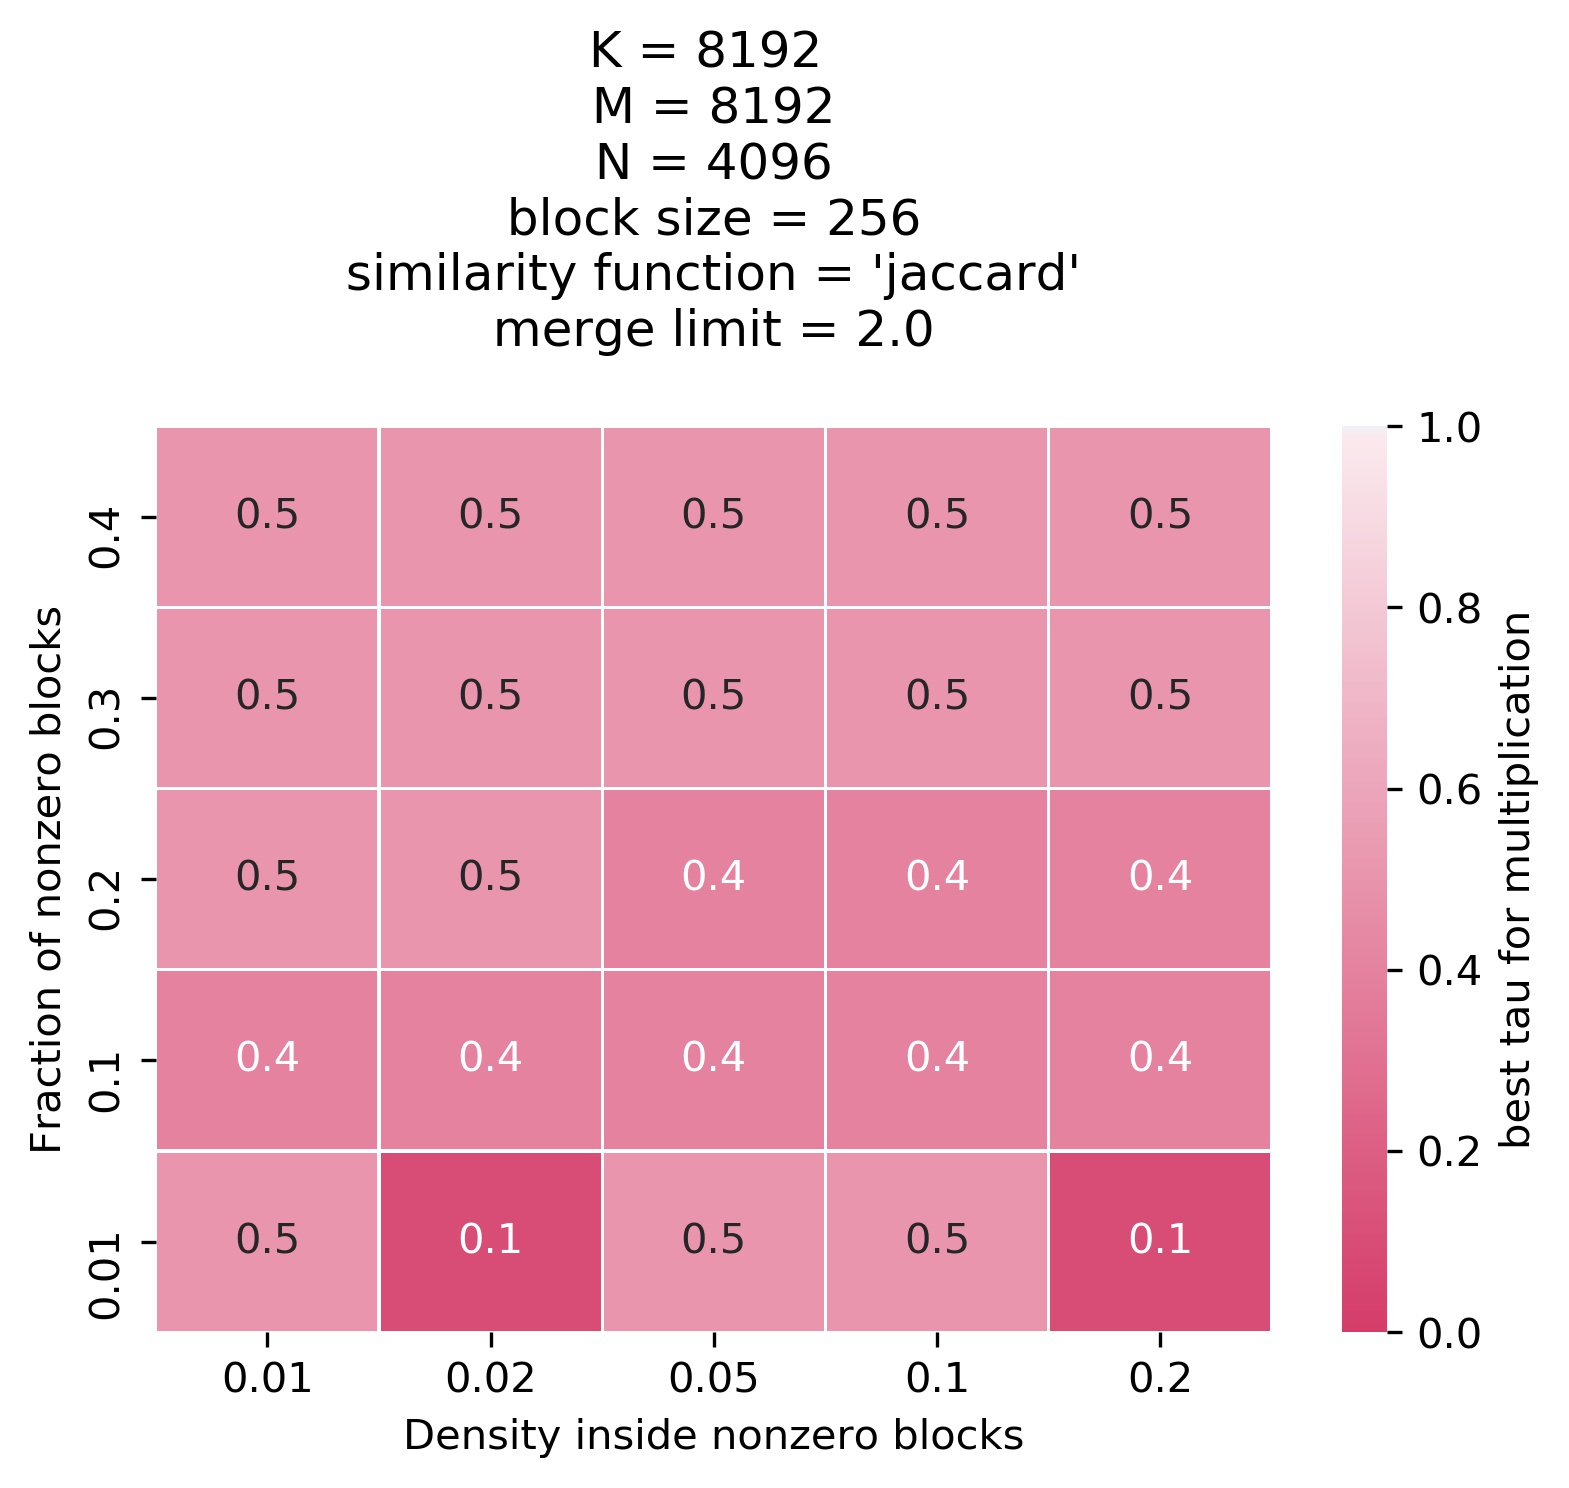 K = 8192
M = 8192
N = 4096
block size = 256
similarity function = 'jaccard'
merge limit = 2.0
Fraction of nonzero blocks
0.4
0.5 0.5 0.5 0.5 0.5
0.3
0.5 0.5 0.5 0.5 0.5
0.2
0.5 0.5 0.4 0.4 0.4
0.1
0.4 0.4 0.4 0.4 0.4
0.01
0.5 0.1 0.5 0.5 0.1
0.01 0.02 0.05 0.1 0.2
Density inside nonzero blocks
1.0
0.8
0.6
0.4
0.2
0.0
best tau for multiplication